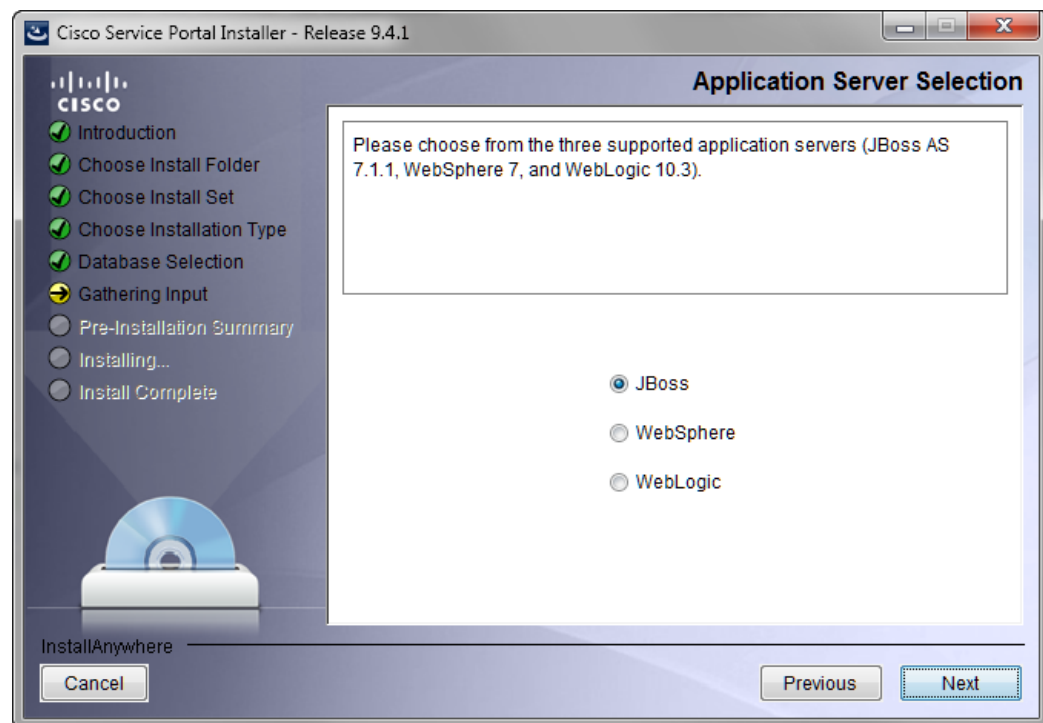 Cisco Service Portal Installer - Release 9.4.1
CISCO
Application Server Selection
Introduction
Choose Install Folder
Choose Install Set
Choose Installation Type
Database Selection
Gathering Input
Pre-Installation Summary
Installing...
Install Complete
Please choose from the three supported application servers (JBoss AS
7.1.1, WebSphere 7, and WebLogic 10.3).
JBoss
WebSphere
WebLogic
InstallAnywhere
Cancel
Previous
Next